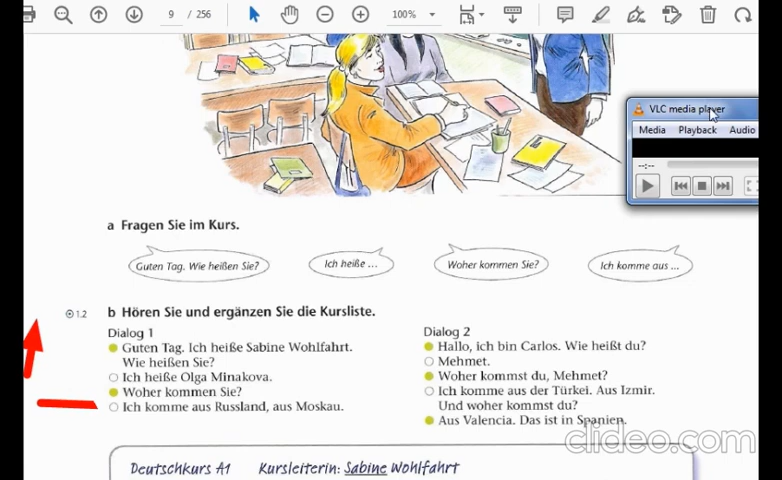 9 / 256
100%
VLC media player
Media Playback Audio
--:--
a Fragen Sie im Kurs.
Guten Tag. Wie heißen Sie?
Ich heiße ...
Woher kommen Sie?
Ich komme aus ...
1.2
b Hören Sie und ergänzen Sie die Kursliste.
Dialog 1
Guten Tag. Ich heiße Sabine Wohlfahrt.
Wie heißen Sie?
Ich heiße Olga Minakova.
Woher kommen Sie?
Ich komme aus Russland, aus Moskau.
Dialog 2
Hallo, ich bin Carlos. Wie heißt du?
Mehmet.
Woher kommst du, Mehmet?
Ich komme aus der Türkei. Aus Izmir.
Und woher kommst du?
Aus Valencia. Das ist in Spanien.
clideo.com
Deutschkurs A1 Kursleiterin: Sabine Wohlfahrt